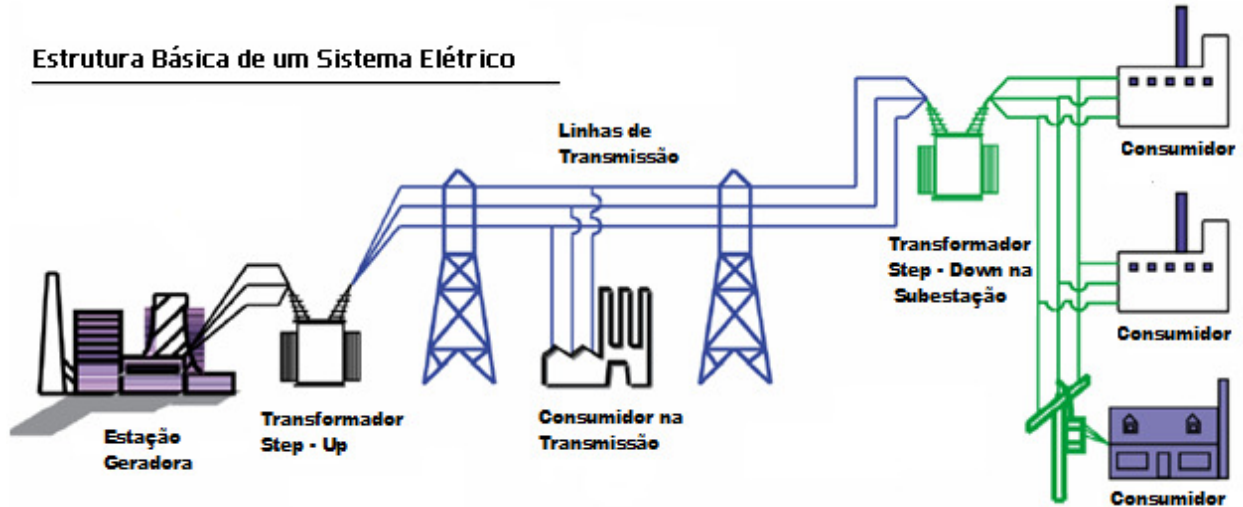 Estrutura Básica de um Sistema Elétrico
Linhas de
Transmissão
Consumidor
Transformador
Step - Down na
Subestação
Consumidor
Consumidor na
Transmissão
Transformador
Step - Up
Estação
Geradora
Consumidor